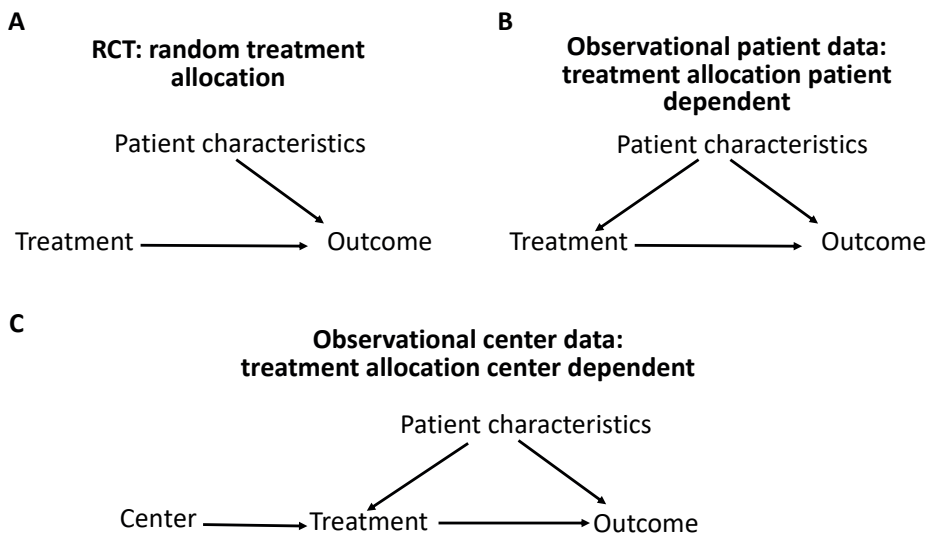 A
RCT: random treatment
allocation
Patient characteristics
Treatment
Outcome
B
Observational patient data:
treatment allocation patient
dependent
Patient characteristics
Treatment
Outcome
C
Observational center data:
treatment allocation center dependent
Patient characteristics
Center
Treatment
Outcome